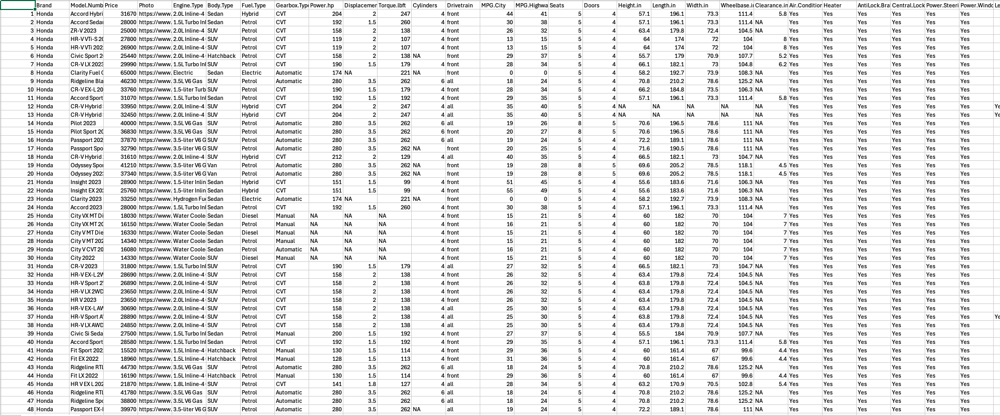 Brand Model.Numb Price Photo Engine.Type Body.Type Fuel.Type Gearbox.Type Power.hp Displacemer Torque.lbft Cylinders Drivetrain MPG.City MPG.Highwa Seats Doors Height.in Length.in Width.in Wheelbase.in Clearance.in Air.Condition Heater AntiLock.Bra Central.Lock Power.Steeri Power.Windo Le
1 Honda Accord Hybri 31670 https://www. 2.0L Inline-4 Sedan Hybrid CVT 204 2 247 4 front 44 41 5 4 57.1 196.1 73.3 111.4 5.8 Yes Yes Yes Yes Yes Yes
2 Honda Accord Sedan 28000 https://www. 1.5L Turbo Inl Sedan Petrol CVT 192 1.5 260 4 front 30 38 5 4 57.1 196.1 73.3 111.4 NA Yes Yes Yes Yes Yes Yes
3 Honda ZR-V 2023 25000 https://www. 2.0L Inline-4 SUV Petrol CVT 158 2 138 4 front 26 32 5 4 63.4 179.8 72.4 104.5 NA Yes Yes Yes Yes Yes Yes
4 Honda HR-V VTi-S 20 27800 https://www. 2.0L Inline-4 SUV Petrol CVT 119 2 107 4 front 13 15 5 4 64 174 72 104 8 Yes Yes Yes Yes Yes Yes
5 Honda HR-V VTi 202 26900 https://www. 2.0L Inline-4 SUV Petrol CVT 119 2 107 4 front 13 15 5 4 64 174 72 104 8 Yes Yes Yes Yes Yes Yes
6 Honda Civic Sport 2 25440 https://www. 2.0L Inline-4 Hatchback Petrol CVT 158 2 138 NA front 29 37 5 4 55.7 179 70.9 107.7 5.2 Yes Yes Yes Yes Yes Yes
7 Honda CR-V LX 2023 29990 https://www. 1.5L Turbo Inl SUV Petrol CVT 190 1.5 179 4 front 28 34 5 4 66.1 182.1 73 104.8 6.2 Yes Yes Yes Yes Yes Yes
8 Honda Clarity Fuel C 65000 https://www. Electric Sedan Electric Automatic 174 NA 221 NA front 0 0 5 4 58.2 192.7 73.9 108.3 NA Yes Yes Yes Yes Yes Yes
9 Honda Ridgeline Bla 46230 https://www. 3.5L V6 Gas SUV Petrol Automatic 280 3.5 262 6 all 18 24 5 4 70.8 210.2 78.6 125.2 NA Yes Yes Yes Yes Yes Yes
10 Honda CR-V EX-L 20 33760 https://www. 1.5-liter Turb SUV Petrol CVT 190 1.5 179 4 front 28 34 5 4 66.2 184.8 73.5 106.3 NA Yes Yes Yes Yes Yes Yes
11 Honda Accord Sport 31070 https://www. 1.5L Turbo Inl Sedan Petrol CVT 192 1.5 192 4 front 29 35 5 4 57.1 196.1 73.3 111.4 5.8 Yes Yes Yes Yes Yes Yes
12 Honda CR-V Hybrid 33950 https://www. 2.0L Inline-4 SUV Hybrid CVT 204 2 247 4 all 35 40 5 4 NA NA NA NA NA Yes Yes Yes Yes Yes Yes Ye
13 Honda CR-V Hybrid 32450 https://www. 2.0L Inline-4 SUV Hybrid CVT 204 2 247 4 all 35 40 5 4 NA NA NA NA NA Yes Yes Yes Yes Yes Yes Ye
14 Honda Pilot 2023 40000 https://www. 3.5L V6 Gas SUV Petrol Automatic 280 3.5 262 6 all 19 26 8 5 70.6 196.5 78.6 111 NA Yes Yes Yes Yes Yes Yes
15 Honda Pilot Sport 20 36830 https://www. 3.5L V6 Gas SUV Petrol Automatic 280 3.5 262 6 front 20 27 8 5 70.6 196.5 78.6 111 NA Yes Yes Yes Yes Yes Yes
16 Honda Passport 202 37870 https://www. 3.5-liter V6 G SUV Petrol Automatic 280 3.5 262 6 all 19 24 5 4 72.2 189.1 78.6 111 NA Yes Yes Yes Yes Yes Yes
17 Honda Passport Spo 32790 https://www. 3.5-liter V6 G SUV Petrol Automatic 280 3.5 262 NA front 20 25 5 4 71.6 190.5 78.6 111 NA Yes Yes Yes Yes Yes Yes
18 Honda CR-V Hybrid 31610 https://www. 2.0L Inline-4 SUV Hybrid CVT 212 2 129 4 all 40 35 5 4 66.5 182.1 73 104.7 NA Yes Yes Yes Yes Yes Yes
19 Honda Odyssey Spor 41210 https://www. 3.5-liter V6 G Van Petrol Automatic 280 3.5 262 NA front 19 28 8 5 69.6 205.2 78.5 118.1 4.5 Yes Yes Yes Yes Yes Yes
20 Honda Odyssey 202 37340 https://www. 3.5-liter V6 G Van Petrol Automatic 280 3.5 262 NA front 19 28 8 5 69.6 205.2 78.5 118.1 4.5 Yes Yes Yes Yes Yes Yes
21 Honda Insight 2023 28900 https://www. 1.5-liter Inlin Sedan Hybrid CVT 151 1.5 99 4 front 51 45 5 4 55.6 183.6 71.6 106.3 NA Yes Yes Yes Yes Yes Yes
22 Honda Insight EX 202 25760 https://www. 1.5-liter Inlin Sedan Hybrid CVT 151 1.5 99 4 front 55 49 5 4 55.6 183.6 71.6 106.3 NA Yes Yes Yes Yes Yes Yes
23 Honda Clarity 2023 33250 https://www. Hydrogen Fue Sedan Electric Automatic 174 NA 221 NA front 0 0 5 4 58.2 192.7 73.9 108.3 NA Yes Yes Yes Yes Yes Yes
24 Honda Accord 2023 28000 https://www. 1.5L Turbo Inl Sedan Petrol CVT 192 1.5 260 4 front 30 38 5 4 57.1 196.1 73.3 111.4 NA Yes Yes Yes Yes Yes Yes
25 Honda City VX MT Di 18030 https://www. Water Coole Sedan Diesel Manual NA NA NA 4 front 15 21 5 4 60 182 70 104 7 Yes Yes Yes Yes Yes Yes
26 Honda City VX MT 20 16150 https://www. Water Coole Sedan Petrol Manual NA NA NA 4 front 16 21 5 4 60 182 70 104 7 Yes Yes Yes Yes Yes Yes
27 Honda City V MT Die 16330 https://www. Water Coole Sedan Diesel Manual NA NA NA 4 front 15 21 5 4 60 182 70 104 7 Yes Yes Yes Yes Yes Yes
28 Honda City V MT 202 14340 https://www. Water Coole Sedan Petrol Manual NA NA NA 4 front 15 21 5 4 60 182 70 104 7 Yes Yes Yes Yes Yes Yes
29 Honda City V CVT 20 16080 https://www. Water Coole Sedan Petrol Automatic NA NA NA 4 front 16 21 5 4 60 182 70 104 7 Yes Yes Yes Yes Yes Yes
30 Honda City 2022 14330 https://www. Water Coole SUV Diesel Manual NA NA NA 4 front 15 21 5 4 60 182 70 104 7 Yes Yes Yes Yes Yes Yes
31 Honda CR-V 2023 31800 https://www. 1.5L Turbo Inl SUV Petrol CVT 190 1.5 179 4 all 27 32 5 4 66.5 182.1 73 104.7 NA Yes Yes Yes Yes Yes Yes
32 Honda HR-V EX-L 2W 28690 https://www. 2.0L Inline-4 SUV Petrol CVT 158 2 138 4 front 26 32 5 4 63.4 179.8 72.4 104.5 NA Yes Yes Yes Yes Yes Yes
33 Honda HR-V Sport 2 26890 https://www. 2.0L Inline-4 SUV Petrol CVT 158 2 138 4 front 26 32 5 4 63.8 179.8 72.4 104.5 NA Yes Yes Yes Yes Yes Yes
34 Honda HR-V LX 2WD 23650 https://www. 2.0L Inline-4 SUV Petrol CVT 158 2 138 4 front 26 32 5 4 63.4 179.8 72.4 104.5 NA Yes Yes Yes Yes Yes Yes
35 Honda HR V 2023 23650 https://www. 2.0L Inline-4 SUV Petrol CVT 158 2 138 4 front 26 32 5 4 63.4 179.8 72.4 104.5 NA Yes Yes Yes Yes Yes Yes
36 Honda HR-V EX-L AW 30690 https://www. 2.0L Inline-4 SUV Petrol CVT 158 2 138 4 all 25 30 5 4 63.4 179.8 72.4 104.5 NA Yes Yes Yes Yes Yes Yes
37 Honda HR-V Sport A 28890 https://www. 2.0L Inline-4 SUV Petrol CVT 158 2 138 4 all 25 30 5 4 63.8 179.8 72.4 104.5 NA Yes Yes Yes Yes Yes Yes Ye
38 Honda HR-V LX AWD 24850 https://www. 2.0L Inline-4 SUV Petrol CVT 158 2 138 4 all 25 30 5 4 63.4 179.8 72.4 104.5 NA Yes Yes Yes Yes Yes Yes
39 Honda Civic Si Seda 27500 https://www. 1.5L Turbo Inl Sedan Petrol Manual 200 1.5 192 4 front 27 37 5 4 55.5 184 70.9 107.7 NA Yes Yes Yes Yes Yes Yes
40 Honda Accord Sport 28580 https://www. 1.5L Turbo Inl Sedan Petrol CVT 192 1.5 192 4 front 29 35 5 4 57.1 196.1 73.3 111.4 5.8 Yes Yes Yes Yes Yes Yes
41 Honda Fit Sport 202 15520 https://www. 1.5L Inline-4 Hatchback Petrol Manual 130 1.5 114 4 front 29 36 5 4 60 161.4 67 99.6 4.4 Yes Yes Yes Yes Yes Yes
42 Honda Fit EX 2022 18960 https://www. 1.5L Inline-4 Hatchback Petrol Manual 128 1.5 113 4 front 31 36 5 4 60 161.4 67 99.6 4.4 Yes Yes Yes Yes Yes Yes
43 Honda Ridgeline RTL 44730 https://www. 3.5L V6 Gas SUV Petrol Automatic 280 3.5 262 6 all 18 24 5 4 70.8 210.2 78.6 125.2 NA Yes Yes Yes Yes Yes Yes
44 Honda Fit LX 2022 16190 https://www. 1.5L Inline-4 Hatchback Petrol Manual 130 1.5 114 4 front 29 36 5 4 60 161.4 67 99.6 4.4 Yes Yes Yes Yes Yes Yes
45 Honda HR V EX L 202 21870 https://www. 1.8L Inline-4 SUV Petrol CVT 141 1.8 127 4 all 28 34 5 4 63.2 170.9 70.5 102.8 5.4 Yes Yes Yes Yes Yes Yes
46 Honda Ridgeline RTL 41780 https://www. 3.5L V6 Gas SUV Petrol Automatic 280 3.5 262 6 all 18 24 5 4 70.8 210.2 78.6 125.2 NA Yes Yes Yes Yes Yes Yes
47 Honda Ridgeline Spo 38800 https://www. 3.5L V6 Gas SUV Petrol Automatic 280 3.5 262 6 all 18 24 5 4 70.8 210.2 78.6 125.2 NA Yes Yes Yes Yes Yes Yes
48 Honda Passport EX-L 39970 https://www. 3.5-liter V6 G SUV Petrol Automatic 280 3.5 262 NA all 19 24 5 4 72.2 189.1 78.6 111 NA Yes Yes Yes Yes Yes Yes